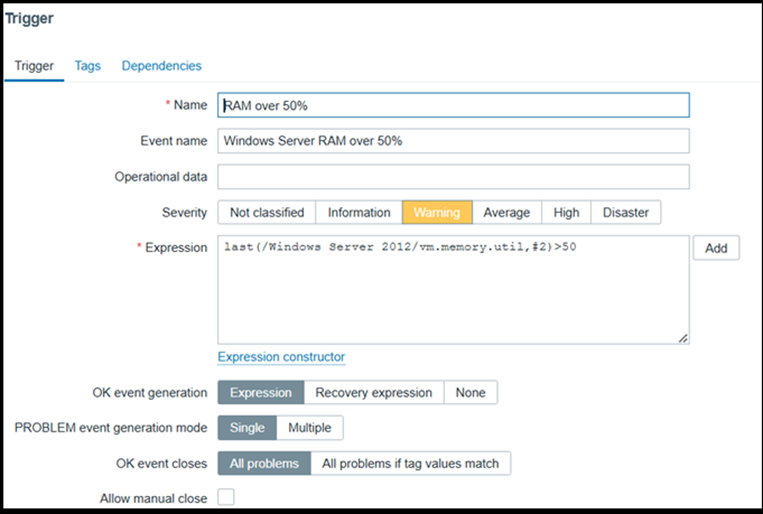 Trigger
Trigger Tags Dependencies
* Name RAM over 50%
Event name Windows Server RAM over 50%
Operational data
Severity Not classified Information Warning Average High Disaster
* Expression last(/Windows Server 2012/vm.memory.util,#2)>50 Add
Expression constructor
OK event generation Expression Recovery expression None
PROBLEM event generation mode Single Multiple
OK event closes All problems All problems if tag values match
Allow manual close